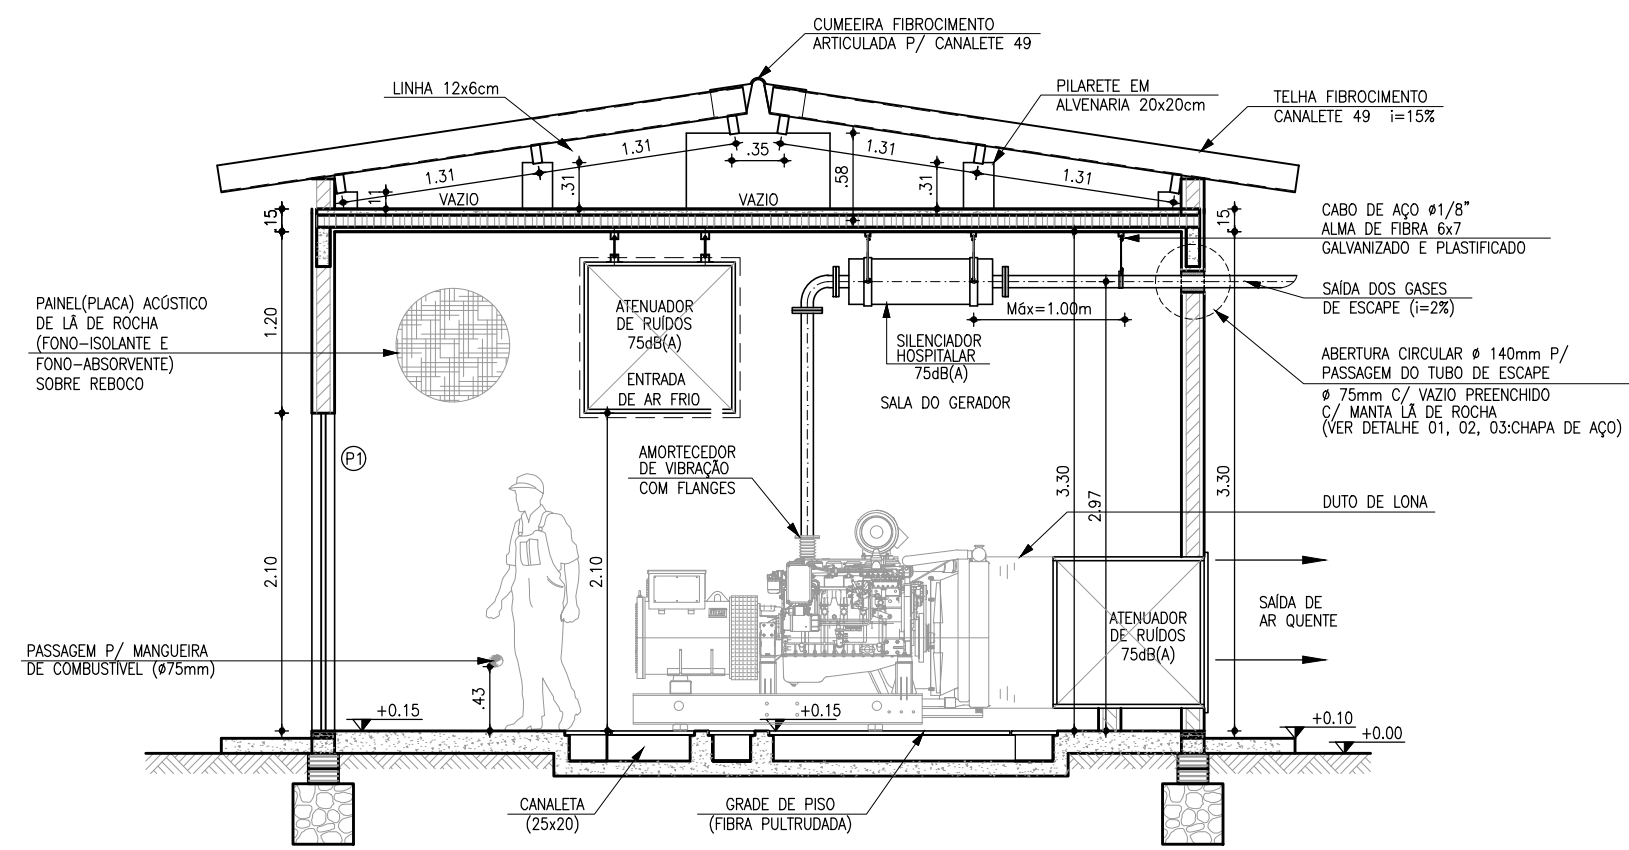 CUMEEIRA FIBROCIMENTO
ARTICULADA P/ CANALETE 49
LINHA 12x6cm
PILARETE EM
ALVENARIA 20x20cm
TELHA FIBROCIMENTO
CANALETE 49 i=15%
1.31
.35
1.31
1.31
.31
.58
.31
1.31
.11
VAZIO
VAZIO
.15
.15
CABO DE AÇO ø1/8"
ALMA DE FIBRA 6x7
GALVANIZADO E PLASTIFICADO
PAINEL(PLACA) ACÚSTICO
DE LÃ DE ROCHA
(FONO-ISOLANTE E
FONO-ABSORVENTE)
SOBRE REBOCO
1.20
ATENUADOR
DE RUÍDOS
75dB(A)
ENTRADA
DE AR FRIO
Máx=1.00m
SILENCIADOR
HOSPITALAR
75dB(A)
SALA DO GERADOR
SAÍDA DOS GASES
DE ESCAPE (i=2%)
ABERTURA CIRCULAR ø 140mm P/
PASSAGEM DO TUBO DE ESCAPE
ø 75mm C/ VAZIO PREENCHIDO
C/ MANTA LÃ DE ROCHA
(VER DETALHE 01, 02, 03:CHAPA DE AÇO)
P1
AMORTECEDOR
DE VIBRAÇÃO
COM FLANGES
3.30
2.97
3.30
DUTO DE LONA
2.10
2.10
ATENUADOR
DE RUÍDOS
75dB(A)
SAÍDA DE
AR QUENTE
PASSAGEM P/ MANGUEIRA
DE COMBUSTÍVEL (ø75mm)
.43
+0.15
+0.15
+0.10
+0.00
CANALETA
(25x20)
GRADE DE PISO
(FIBRA PULTRUDADA)